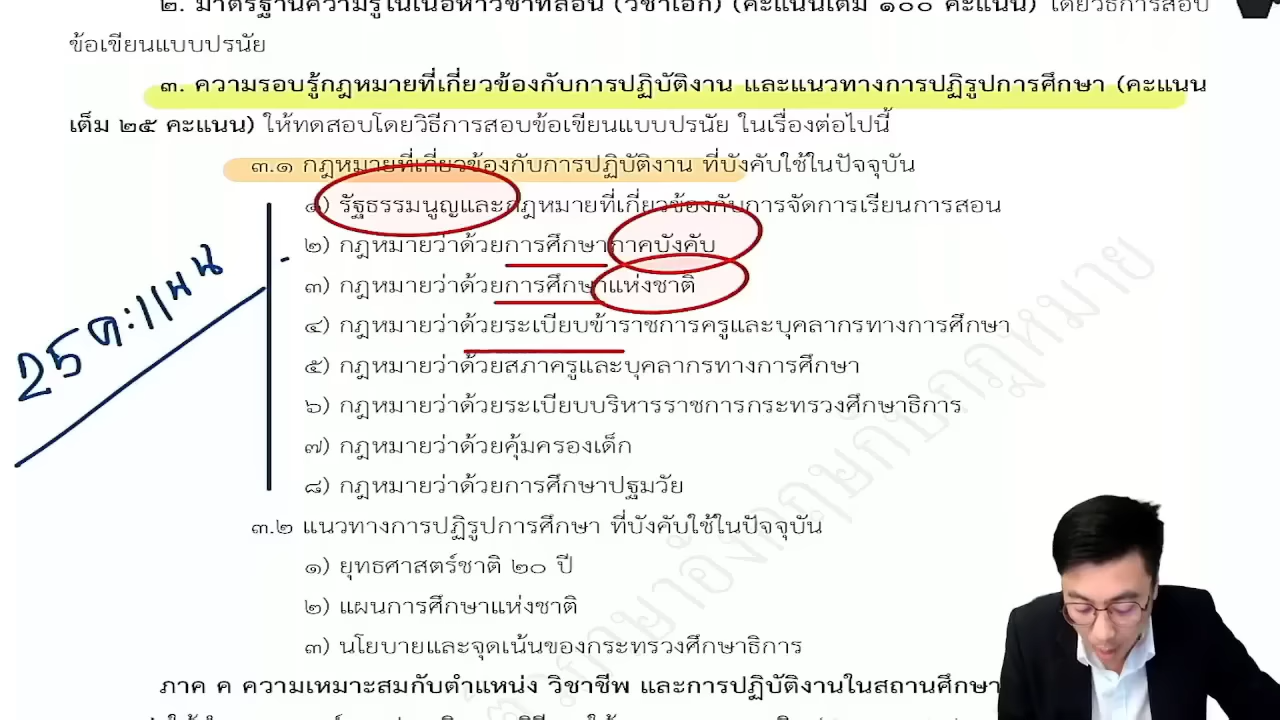 ๒. มาตรฐานความรู้ในเนื้อหาวิชาที่สอน (วิชาเอก) (คะแนนเต็ม ๑๐๐ คะแนน) โดยวิธีการสอบ
ข้อเขียนแบบปรนัย
๓. ความรอบรู้กฎหมายที่เกี่ยวข้องกับการปฏิบัติงาน และแนวทางการปฏิรูปการศึกษา (คะแนน
เต็ม ๒๕ คะแนน) ให้ทดสอบโดยวิธีการสอบข้อเขียนแบบปรนัย ในเรื่องต่อไปนี้
๓.๑ กฎหมายที่เกี่ยวข้องกับการปฏิบัติงาน ที่บังคับใช้ในปัจจุบัน
๑) รัฐธรรมนูญและกฎหมายที่เกี่ยวข้องกับการจัดการเรียนการสอน
๒) กฎหมายว่าด้วยการศึกษาภาคบังคับ
๓) กฎหมายว่าด้วยการศึกษาแห่งชาติ
๔) กฎหมายว่าด้วยระเบียบข้าราชการครูและบุคลากรทางการศึกษา
๕) กฎหมายว่าด้วยสภาครูและบุคลากรทางการศึกษา
๖) กฎหมายว่าด้วยระเบียบบริหารราชการกระทรวงศึกษาธิการ
๗) กฎหมายว่าด้วยคุ้มครองเด็ก
๘) กฎหมายว่าด้วยการศึกษาปฐมวัย
25 คะแนน
๓.๒ แนวทางการปฏิรูปการศึกษา ที่บังคับใช้ในปัจจุบัน
๑) ยุทธศาสตร์ชาติ ๒๐ ปี
๒) แผนการศึกษาแห่งชาติ
๓) นโยบายและจุดเน้นของกระทรวงศึกษาธิการ
ภาค ค ความเหมาะสมกับตำแหน่ง วิชาชีพ และการปฏิบัติงานในสถานศึกษา